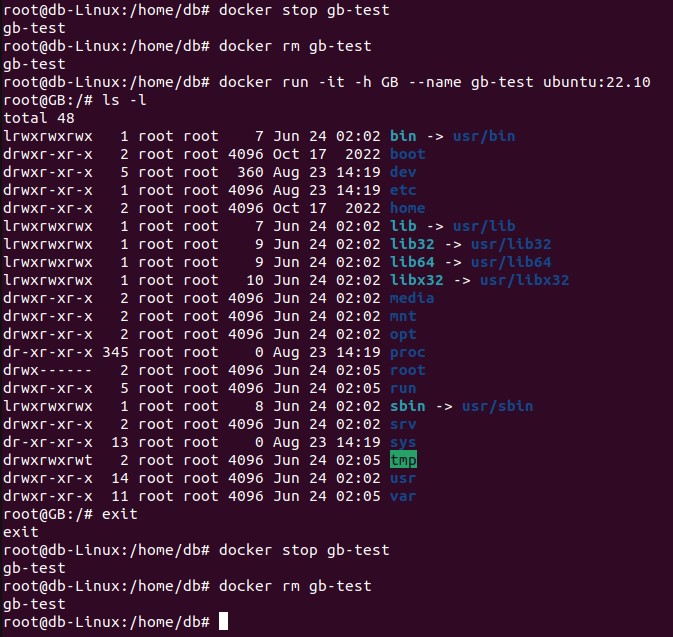 root@db-Linux:/home/db# docker stop gb-test
gb-test
root@db-Linux:/home/db# docker rm gb-test
gb-test
root@db-Linux:/home/db# docker run -it -h GB --name gb-test ubuntu:22.10
root@GB:/# ls -l
total 48
lrwxrwxrwx   1 root root    7 Jun 24 02:02 bin -> usr/bin
drwxr-xr-x   2 root root 4096 Oct 17  2022 boot
drwxr-xr-x   5 root root  360 Aug 23 14:19 dev
drwxr-xr-x   1 root root 4096 Aug 23 14:19 etc
drwxr-xr-x   2 root root 4096 Oct 17  2022 home
lrwxrwxrwx   1 root root    7 Jun 24 02:02 lib -> usr/lib
lrwxrwxrwx   1 root root    9 Jun 24 02:02 lib32 -> usr/lib32
lrwxrwxrwx   1 root root    9 Jun 24 02:02 lib64 -> usr/lib64
lrwxrwxrwx   1 root root   10 Jun 24 02:02 libx32 -> usr/libx32
drwxr-xr-x   2 root root 4096 Jun 24 02:02 media
drwxr-xr-x   2 root root 4096 Jun 24 02:02 mnt
drwxr-xr-x   2 root root 4096 Jun 24 02:02 opt
dr-xr-xr-x 345 root root    0 Aug 23 14:19 proc
drwx------   2 root root 4096 Jun 24 02:05 root
drwxr-xr-x   5 root root 4096 Jun 24 02:05 run
lrwxrwxrwx   1 root root    8 Jun 24 02:02 sbin -> usr/sbin
drwxr-xr-x   2 root root 4096 Jun 24 02:02 srv
dr-xr-xr-x  13 root root    0 Aug 23 14:19 sys
drwxrwxrwt   2 root root 4096 Jun 24 02:05 tmp
drwxr-xr-x  14 root root 4096 Jun 24 02:02 usr
drwxr-xr-x  11 root root 4096 Jun 24 02:05 var
root@GB:/# exit
exit
root@db-Linux:/home/db# docker stop gb-test
gb-test
root@db-Linux:/home/db# docker rm gb-test
gb-test
root@db-Linux:/home/db#